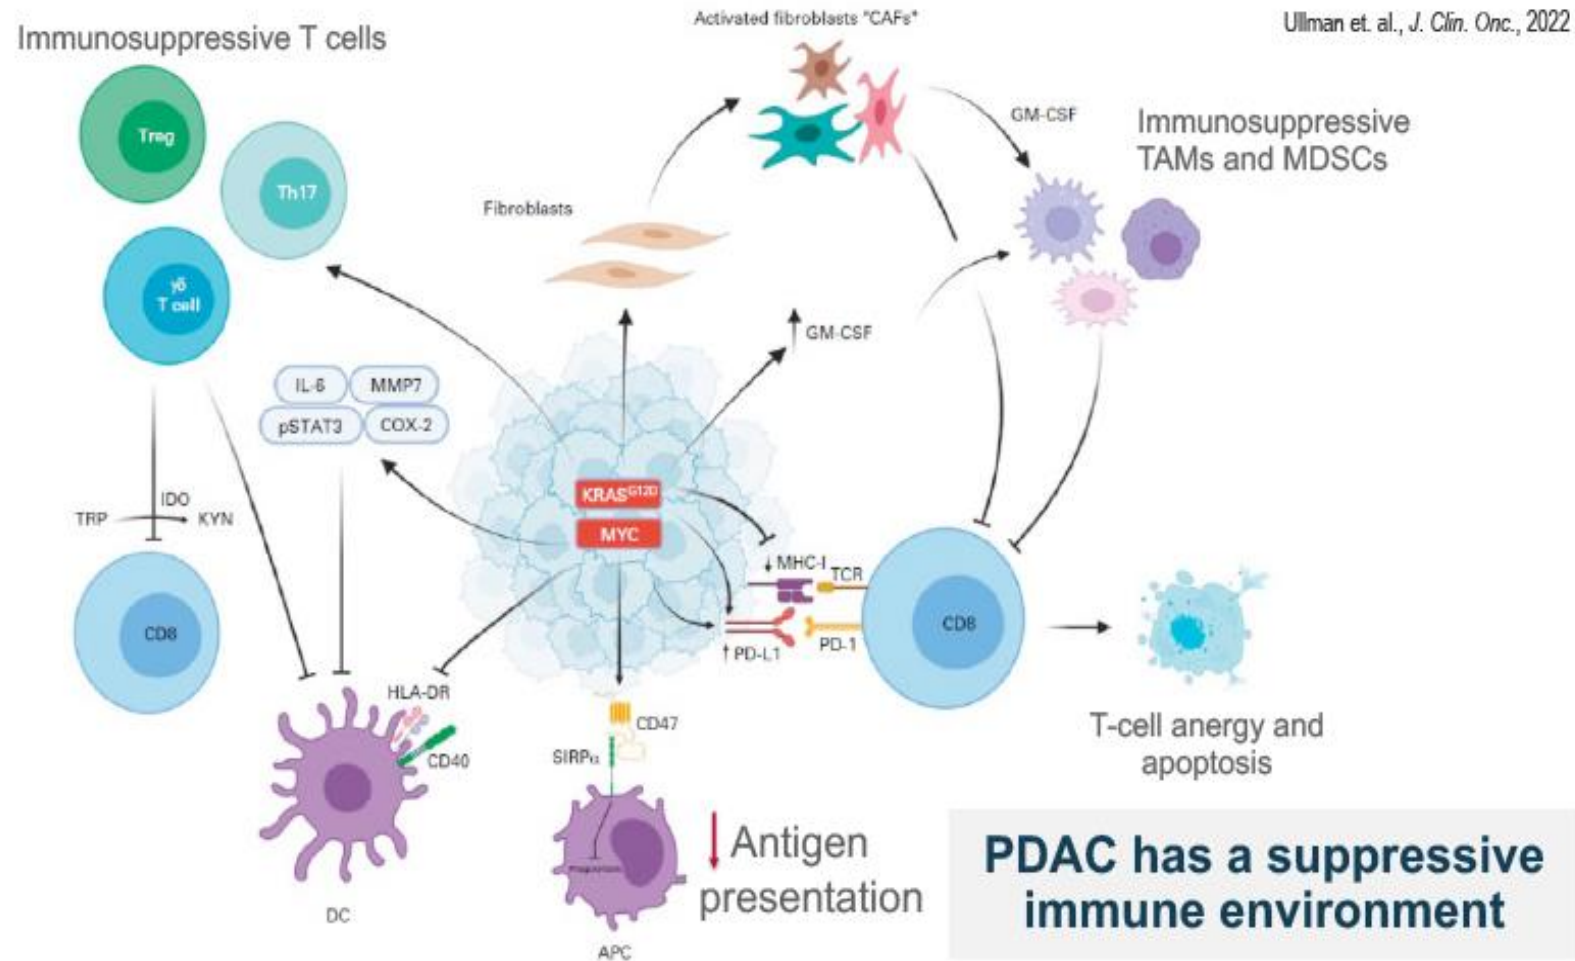 Activated fibroblasts "CAFs"
Ullman et. al., J. Clin. Onc., 2022
Immunosuppressive T cells
Treg
Th17
γδ
T cell
Fibroblasts
GM-CSF
Immunosuppressive
TAMs and MDSCs
GM-CSF
IL-6
MMP7
pSTAT3
COX-2
KRASG12D
MYC
TRP
IDO
KYN
CD8
MHC-I
TCR
PD-L1
PD-1
CD8
T-cell anergy and
apoptosis
HLA-DR
CD40
DC
CD47
SIRPα
APC
Antigen
presentation
PDAC has a suppressive
immune environment